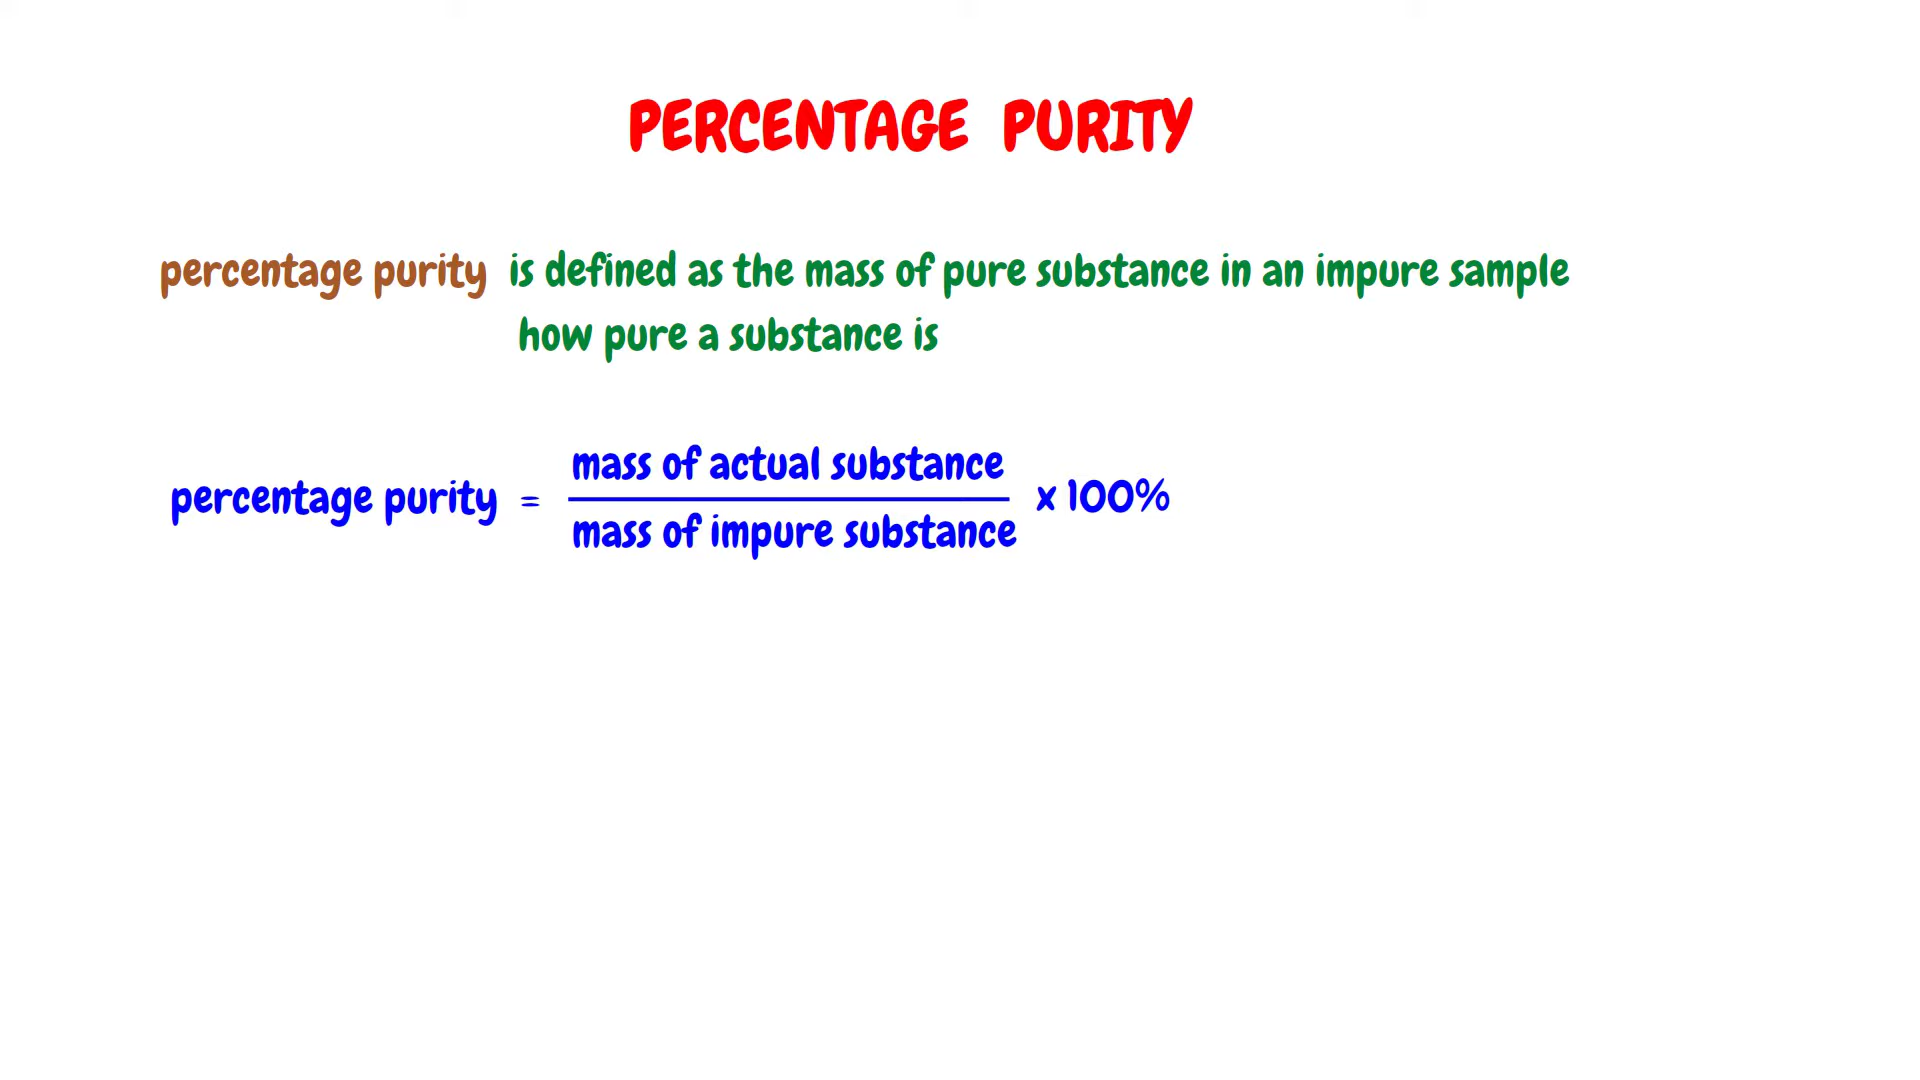 PERCENTAGE PURITY
percentage purity is defined as the mass of pure substance in an impure sample
how pure a substance is
mass of actual substance
percentage purity = x 100%
mass of impure substance